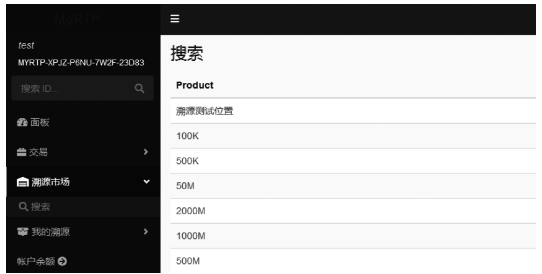 MyRTP
test
MYRTP-XPJZ-P6NU-7W2F-23D83
搜索 ID...
面板
交易
溯源市场
搜索
我的溯源
帐户余额
搜索
Product
溯源测试位置
100K
500K
50M
2000M
1000M
500M